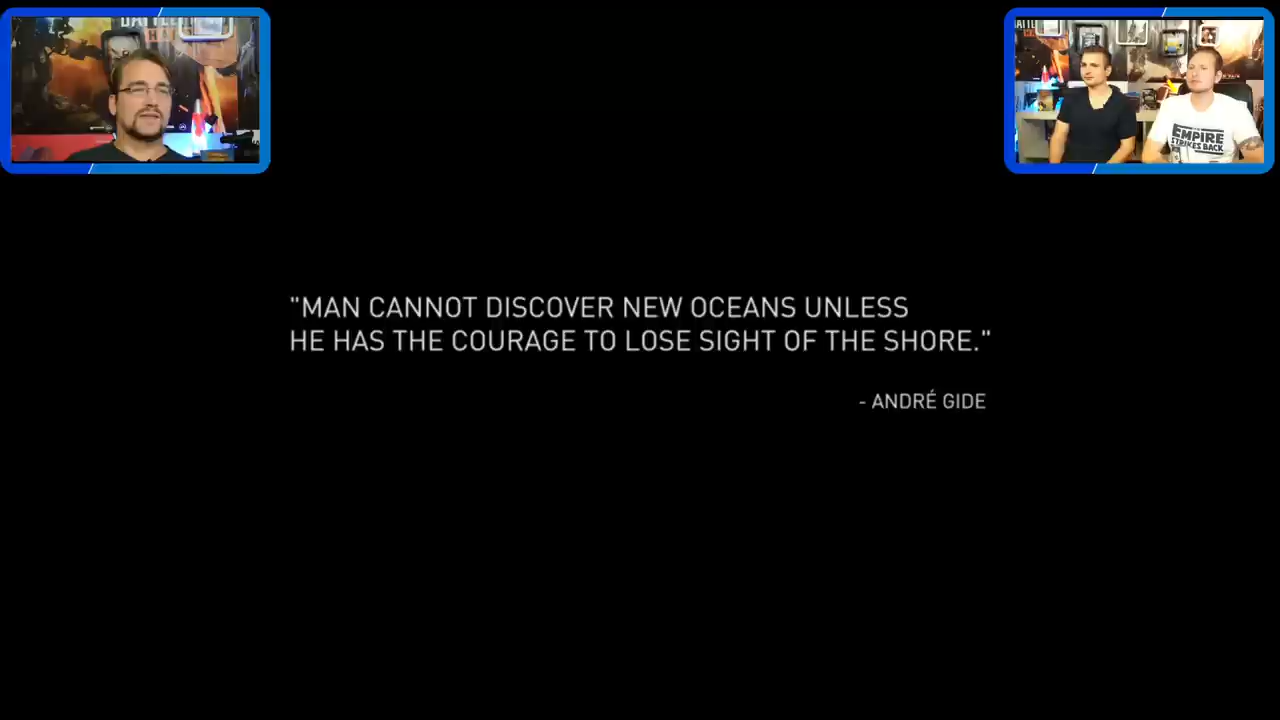 BATTLE
"MAN CANNOT DISCOVER NEW OCEANS UNLESS
HE HAS THE COURAGE TO LOSE SIGHT OF THE SHORE."
- ANDRÉ GIDE
EMPIRE
STRIKES BACK